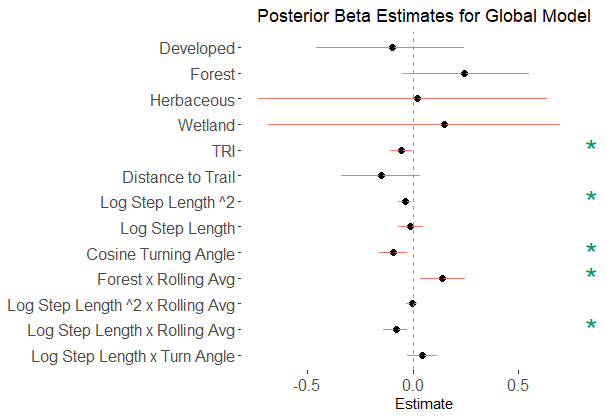 Posterior Beta Estimates for Global Model
Developed
Forest
Herbaceous
Wetland
TRI *
Distance to Trail
Log Step Length ^2 *
Log Step Length
Cosine Turning Angle *
Forest x Rolling Avg *
Log Step Length ^2 x Rolling Avg
Log Step Length x Rolling Avg *
Log Step Length x Turn Angle
-0.5 0.0 0.5
Estimate